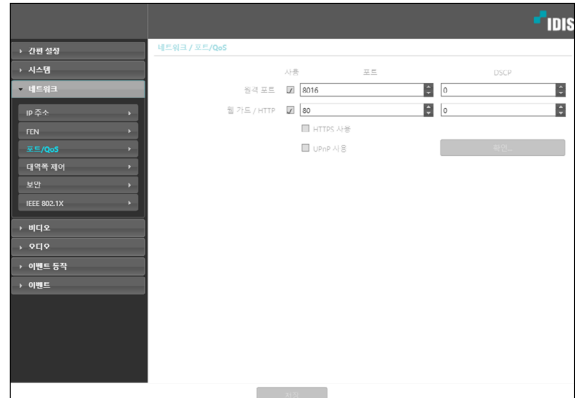 IDIS
간편 설정
네트워크 / 포트/QoS
시스템
사용 포트 DSCP
네트워크
원격 포트 8016 0
IP 주소
웹 가드 / HTTP 80 0
FEN
HTTPS 사용
포트/QoS
UPnP 사용 확인...
대역폭 제어
보안
IEEE 802.1X
비디오
오디오
이벤트 동작
이벤트